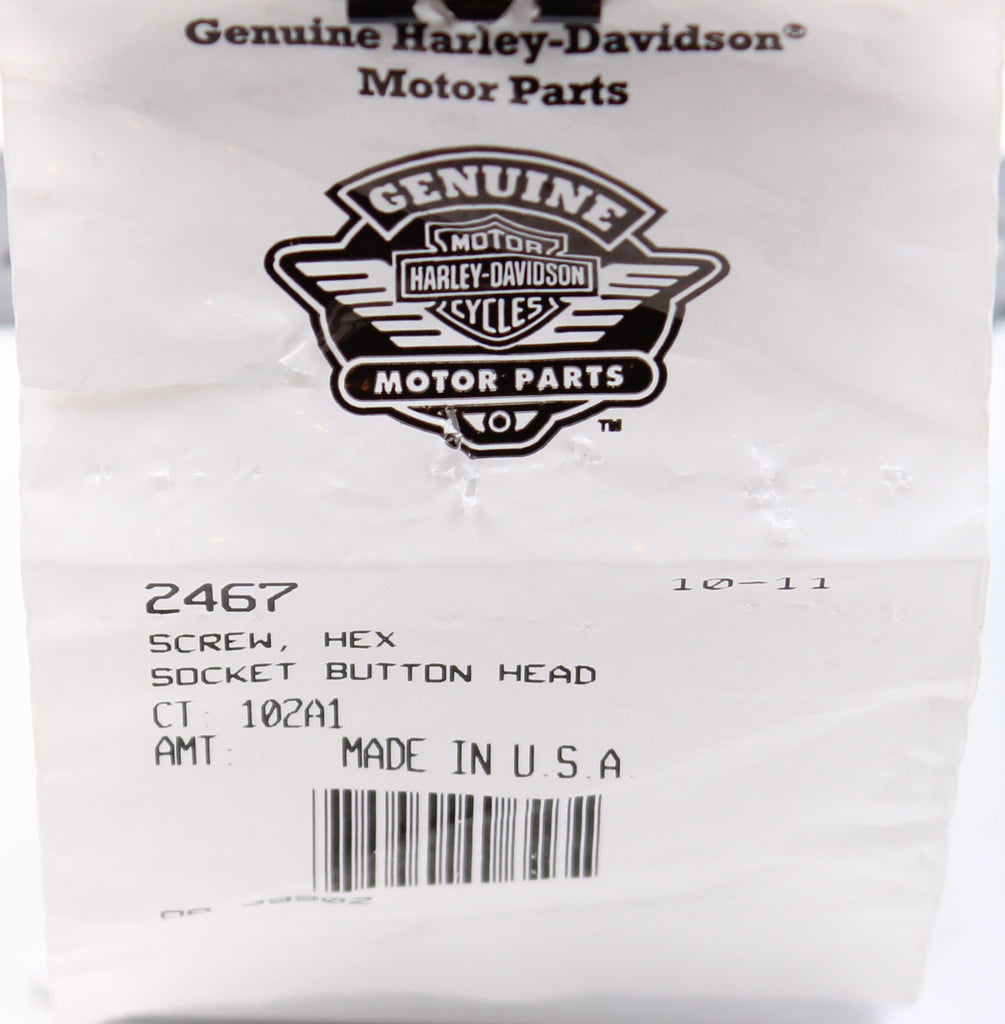 Genuine Harley-Davidson®
Motor Parts
GENUINE
MOTOR
HARLEY-DAVIDSON
CYCLES
MOTOR PARTS
TM
2467
10-11
SCREW, HEX
SOCKET BUTTON HEAD
CT: 102A1
AMT:
MADE IN U.S.A.